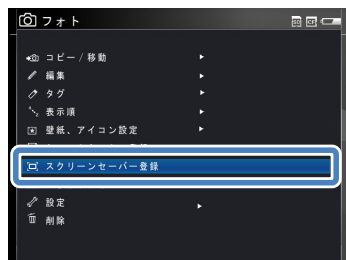 フォト
コピー / 移動
編集
タグ
表示順
壁紙、アイコン設定
スクリーンセーバー登録
設定
削除